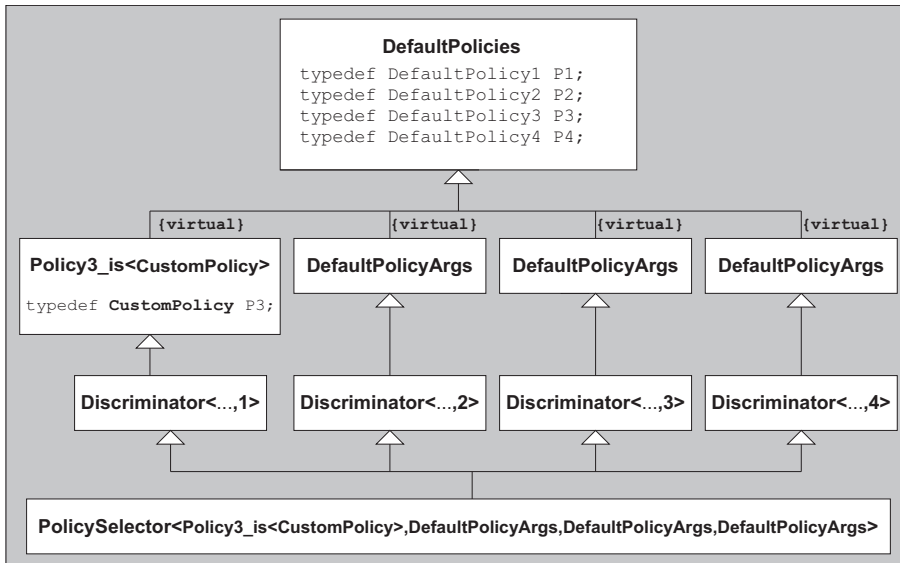 DefaultPolicies
typedef DefaultPolicy1 P1;
typedef DefaultPolicy2 P2;
typedef DefaultPolicy3 P3;
typedef DefaultPolicy4 P4;
{virtual} {virtual} {virtual} {virtual}
Policy3_is<CustomPolicy> DefaultPolicyArgs DefaultPolicyArgs DefaultPolicyArgs
typedef CustomPolicy P3;
Discriminator<...,1> Discriminator<...,2> Discriminator<...,3> Discriminator<...,4>
PolicySelector<Policy3_is<CustomPolicy>,DefaultPolicyArgs,DefaultPolicyArgs,DefaultPolicyArgs>